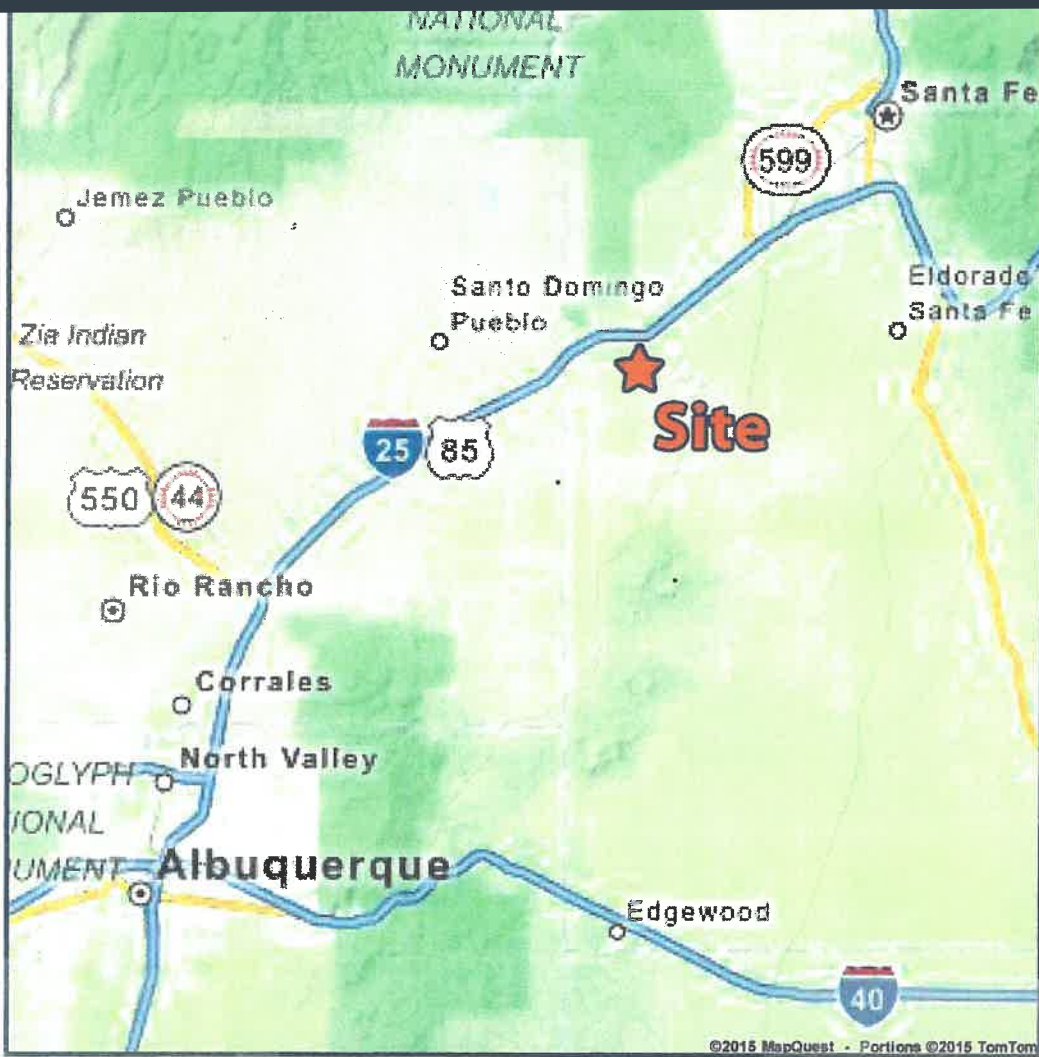 NATIONAL
MONUMENT
Santa Fe
599
Jemez Pueblo
Santo Domingo
Pueblo
Eldorado
Santa Fe
Zia Indian
Reservation
Site
25
85
550
44
Rio Rancho
Corrales
North Valley
OGLYPH
IONAL
UMENT
Albuquerque
Edgewood
40
©2015 MapQuest - Portions ©2015 TomTom